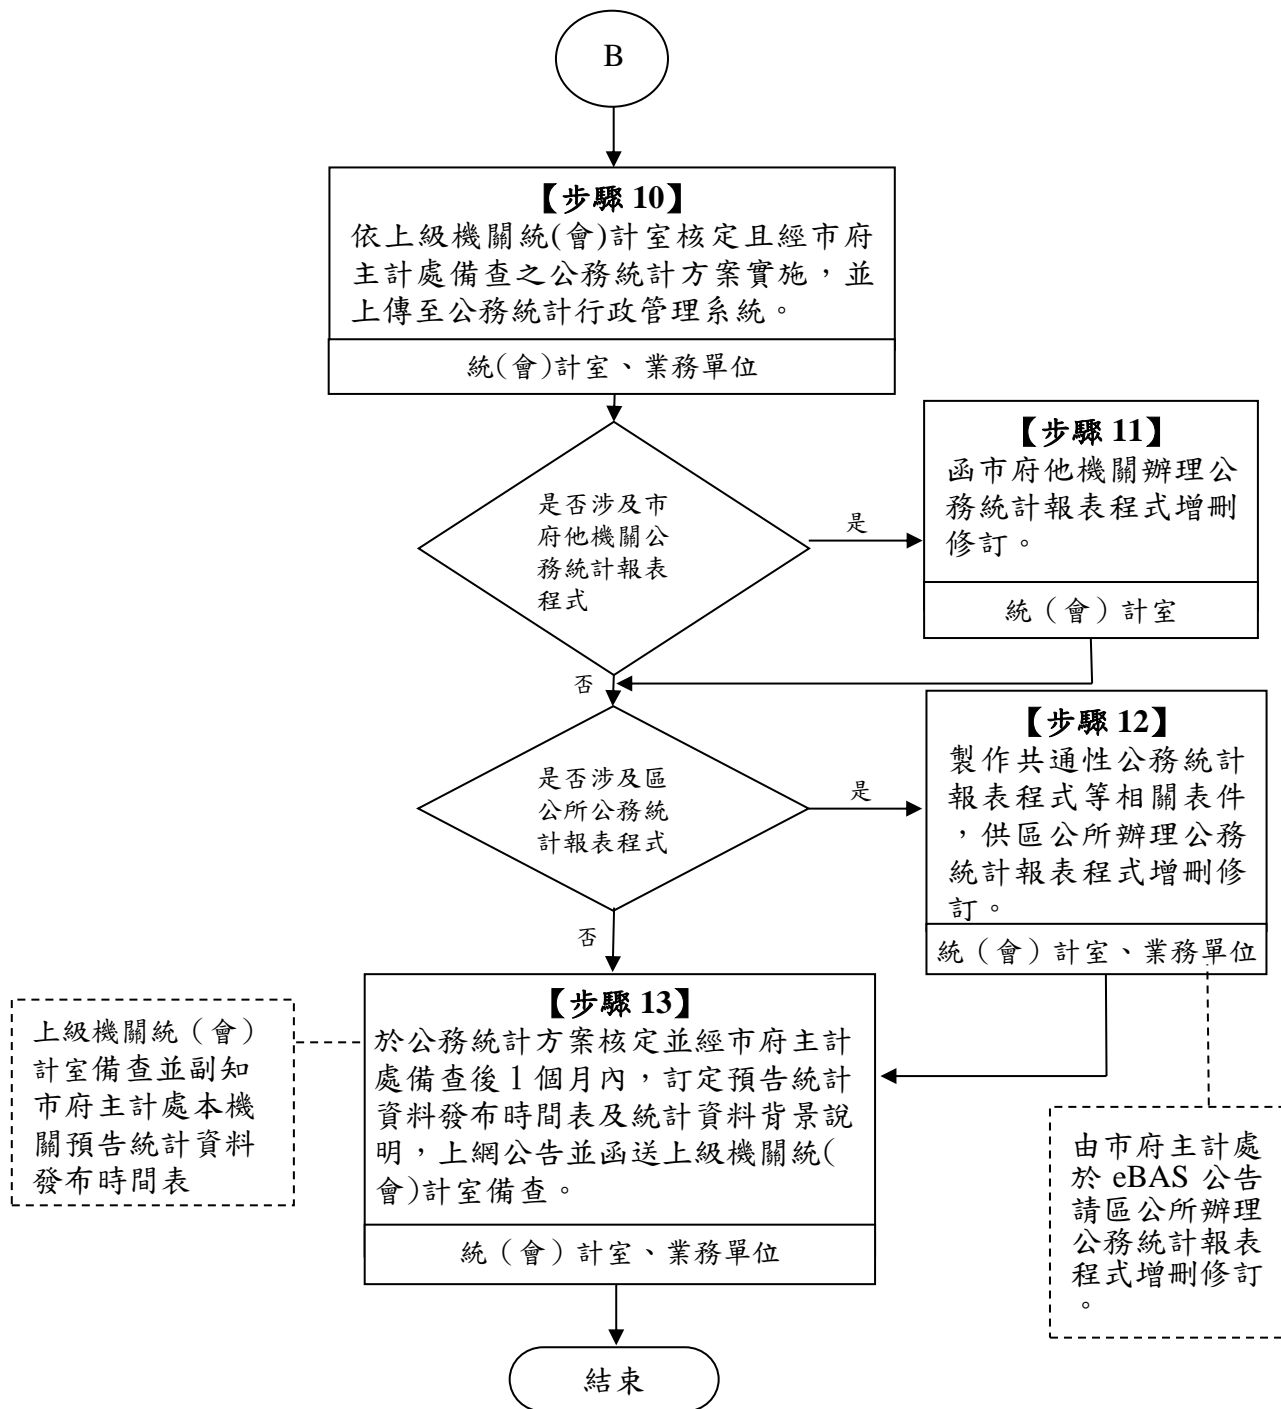 B
【步驟 10】
依上級機關統(會)計室核定且經市府
主計處備查之公務統計方案實施，並
上傳至公務統計行政管理系統。
統(會)計室、業務單位
是否涉及市
府他機關公
務統計報表
程式
是
【步驟 11】
函市府他機關辦理公
務統計報表程式增刪
修訂。
統（會）計室
否
是否涉及區
公所公務統
計報表程式
是
【步驟 12】
製作共通性公務統計
報表程式等相關表件
，供區公所辦理公務
統計報表程式增刪修
訂。
統（會）計室、業務單位
否
【步驟 13】
於公務統計方案核定並經市府主計
處備查後 1 個月內，訂定預告統計
資料發布時間表及統計資料背景說
明，上網公告並函送上級機關統(
會)計室備查。
統（會）計室、業務單位
上級機關統（會）
計室備查並副知
市府主計處本機
關預告統計資料
發布時間表
由市府主計處
於 eBAS 公告
請區公所辦理
公務統計報表
程式增刪修訂
。
結束